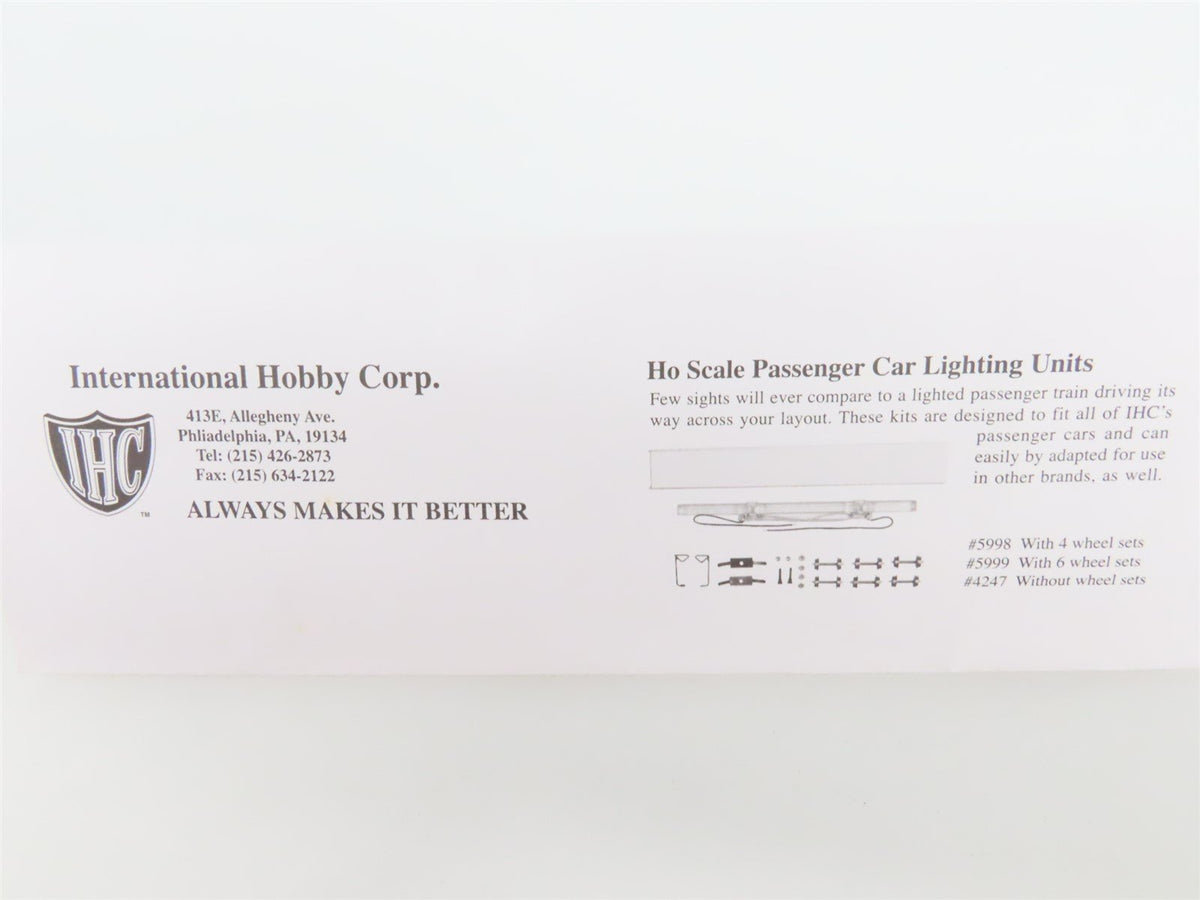 International Hobby Corp.
IHC
TM
413E, Allegheny Ave.
Phliadelphia, PA, 19134
Tel: (215) 426-2873
Fax: (215) 634-2122
ALWAYS MAKES IT BETTER
Ho Scale Passenger Car Lighting Units
Few sights will ever compare to a lighted passenger train driving its
way across your layout. These kits are designed to fit all of IHC's
passenger cars and can
easily by adapted for use
in other brands, as well.
#5998 With 4 wheel sets
#5999 With 6 wheel sets
#4247 Without wheel sets